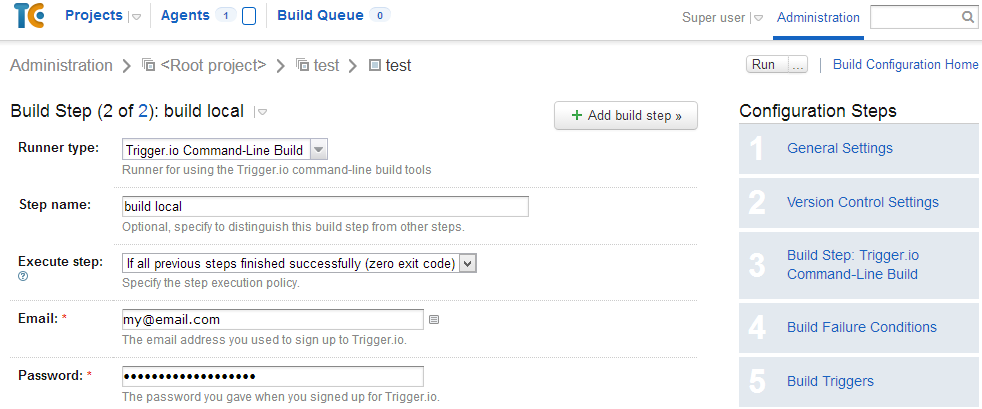 TC Projects Agents 1 Build Queue 0 Super user Administration
Administration <Root project> test test Run ... Build Configuration Home
Build Step (2 of 2): build local + Add build step »
Runner type: Trigger.io Command-Line Build
Runner for using the Trigger.io command-line build tools
Step name: build local
Optional, specify to distinguish this build step from other steps.
Execute step: If all previous steps finished successfully (zero exit code)
?
Specify the step execution policy.
Email: * my@email.com
The email address you used to sign up to Trigger.io.
Password: * •••••••••••••••••••
The password you gave when you signed up for Trigger.io.
Configuration Steps
1 General Settings
2 Version Control Settings
3 Build Step: Trigger.io
Command-Line Build
4 Build Failure Conditions
5 Build Triggers